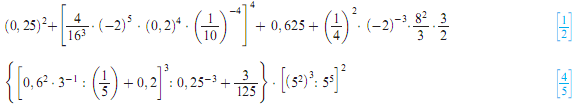 (0, 25)² + [4/16³ · (−2)⁵ · (0, 2)⁴ · (1/10)⁻⁴]⁴ + 0, 625 + (1/4)² · (−2)⁻³ · 8²/3 · 3/2 [1/2]
{[0, 6² · 3⁻¹ : (1/5) + 0, 2]³ : 0, 25⁻³ + 3/125} · [(5²)³ : 5⁵]² [4/5]